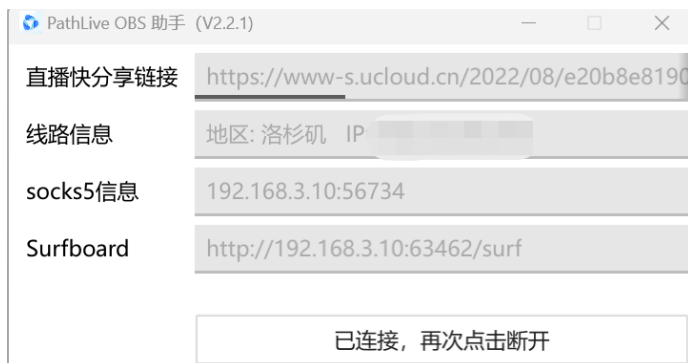 PathLive OBS 助手 (V2.2.1)
直播快分享链接 https://www-s.ucloud.cn/2022/08/e20b8e8190
线路信息 地区: 洛杉矶 IP
socks5信息 192.168.3.10:56734
Surfboard http://192.168.3.10:63462/surf
已连接，再次点击断开